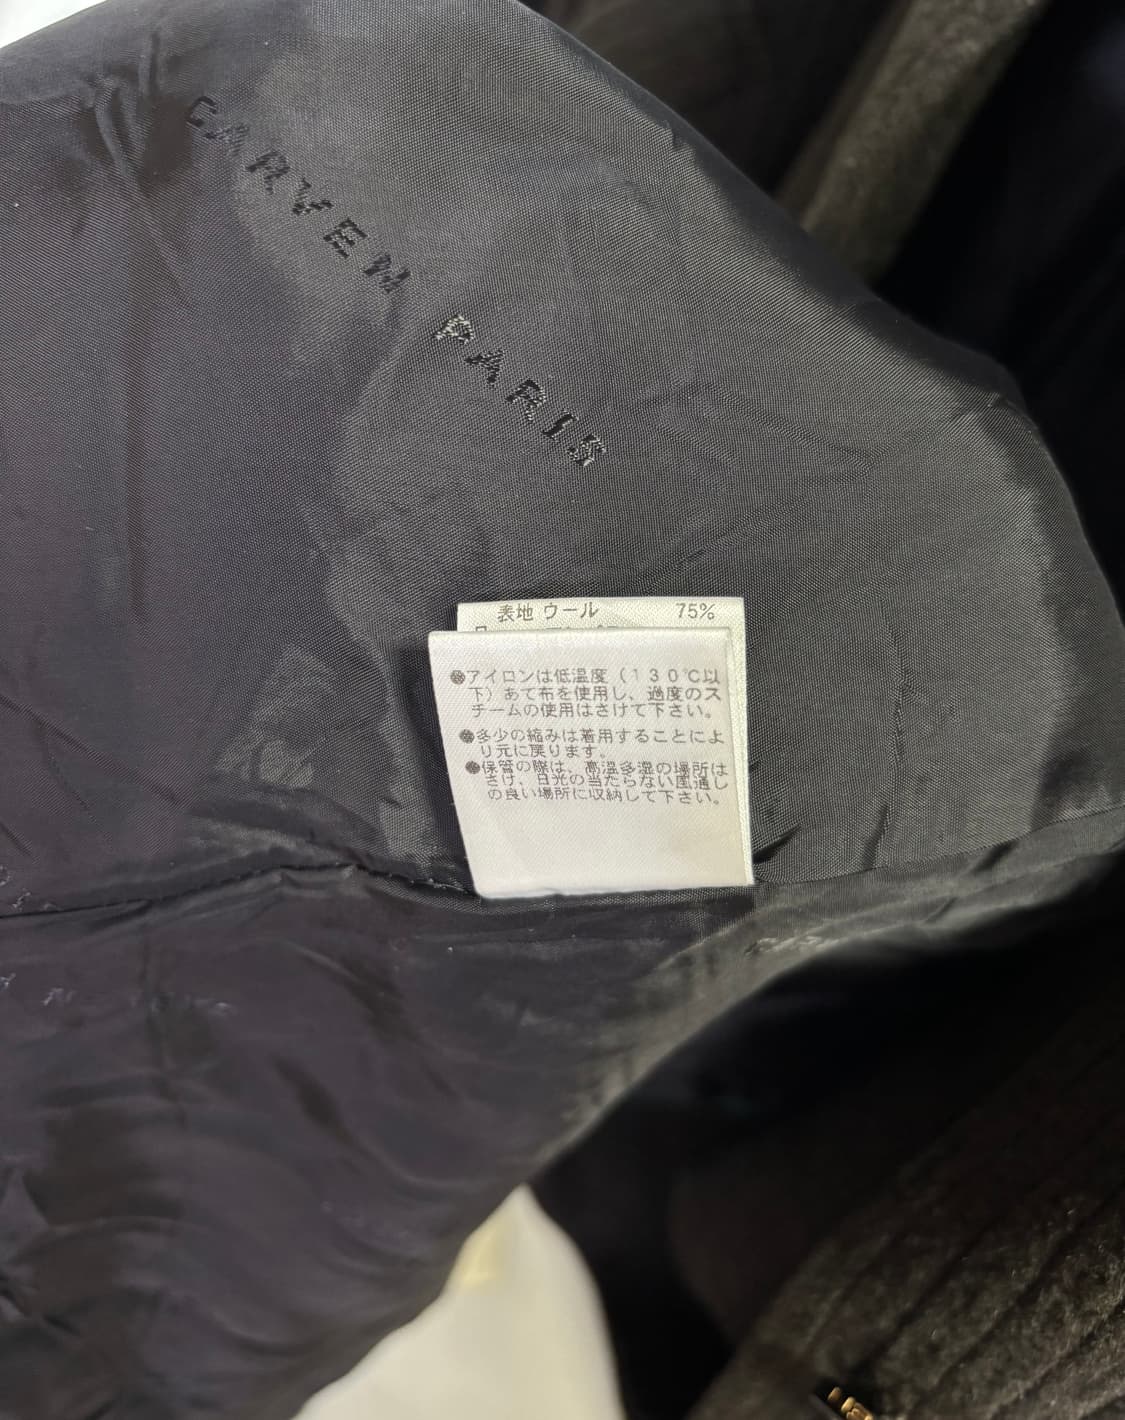 CARVEN PARIS
表地 ウール 75%
●アイロンは低温度(130℃以
下)あて布を使用し、過度のス
チームの使用はさけて下さい。
●多少の縮みは着用することによ
り元に戻ります。
●保管の際は、高温多湿の場所は
さけ、日光の当たらない風通し
の良い場所に収納して下さい。